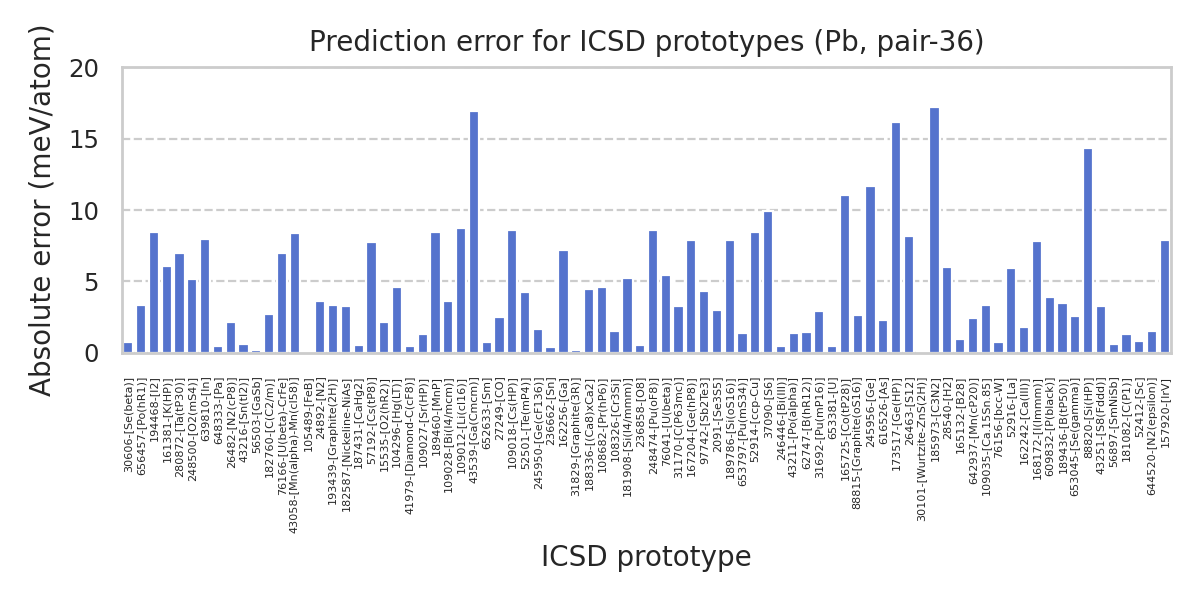 Prediction error for ICSD prototypes (Pb, pair-36)
Absolute error (meV/atom)
20
15
10
5
0
30606-[Se(beta)]
656457-[Po(hR1)]
194468-[I2]
161381-[K(HP)]
280872-[Ta(tP30)]
248500-[O2(mS4)]
639810-[In]
648333-[Pa]
26482-[N2(cP8)]
43216-[Sn(tI2)]
56503-[GaSb]
182760-[C(C2/m)]
76166-[U(beta)-CrFe]
43058-[Mn(alpha)-Mn(cI58)]
1054899-[FeB]
24892-[N2]
193439-[Graphite(2H)]
182587-[Nickeline-NiAs]
187431-[CaHg2]
57192-[Cs(tP8)]
15535-[O2(hR2)]
104296-[Hg(LT)]
41979-[Diamond-C(cF8)]
109027-[Sr(HP)]
189460-[MnP]
109028-[Bi(I4/mcm)]
109012-[Li(cI16)]
43539-[Ga(Cmcm)]
652633-[Sm]
27249-[CO]
109018-[Cs(HP)]
52501-[Te(mP4)]
245950-[Ge(cF136)]
236662-[Sn]
162256-[Ga]
31829-[Graphite(3R)]
188336-[(Ca8)xCa2]
108682-[Pr(hP6)]
108326-[Cr3Si]
181908-[Si(I4/mmm)]
236858-[O8]
248474-[Pu(oF8)]
76041-[U(beta)]
31170-[C(P63mc)]
167204-[Ge(hP8)]
97742-[Sb2Te3]
2091-[Se3S5]
189786-[Si(oS16)]
653797-[Pu(mS34)]
52914-[ccp-Cu]
37090-[S6]
246446-[Bi(III)]
43211-[Po(alpha)]
62747-[B(hR12)]
31692-[Pu(mP16)]
653381-[U]
165725-[Co(tP28)]
88815-[Graphite(oS16)]
245956-[Ge]
616526-[As]
26463-[S12]
173517-[Ge(HP)]
30101-[Wurtzite-ZnS(2H)]
185973-[C3N2]
28540-[H2]
165132-[B28]
642937-[Mn(cP20)]
109035-[Ca.15Sn.85]
76156-[bcc-W]
52916-[La]
162242-[Ca(III)]
168172-[I(Immm)]
609832-[P(black)]
189436-[B(tP50)]
653045-[Se(gamma)]
88820-[Si(HP)]
43251-[S8(Fddd)]
56897-[SmNiSb]
181082-[C(P1)]
52412-[Sc]
644520-[N2(epsilon)]
157920-[IrV]
ICSD prototype